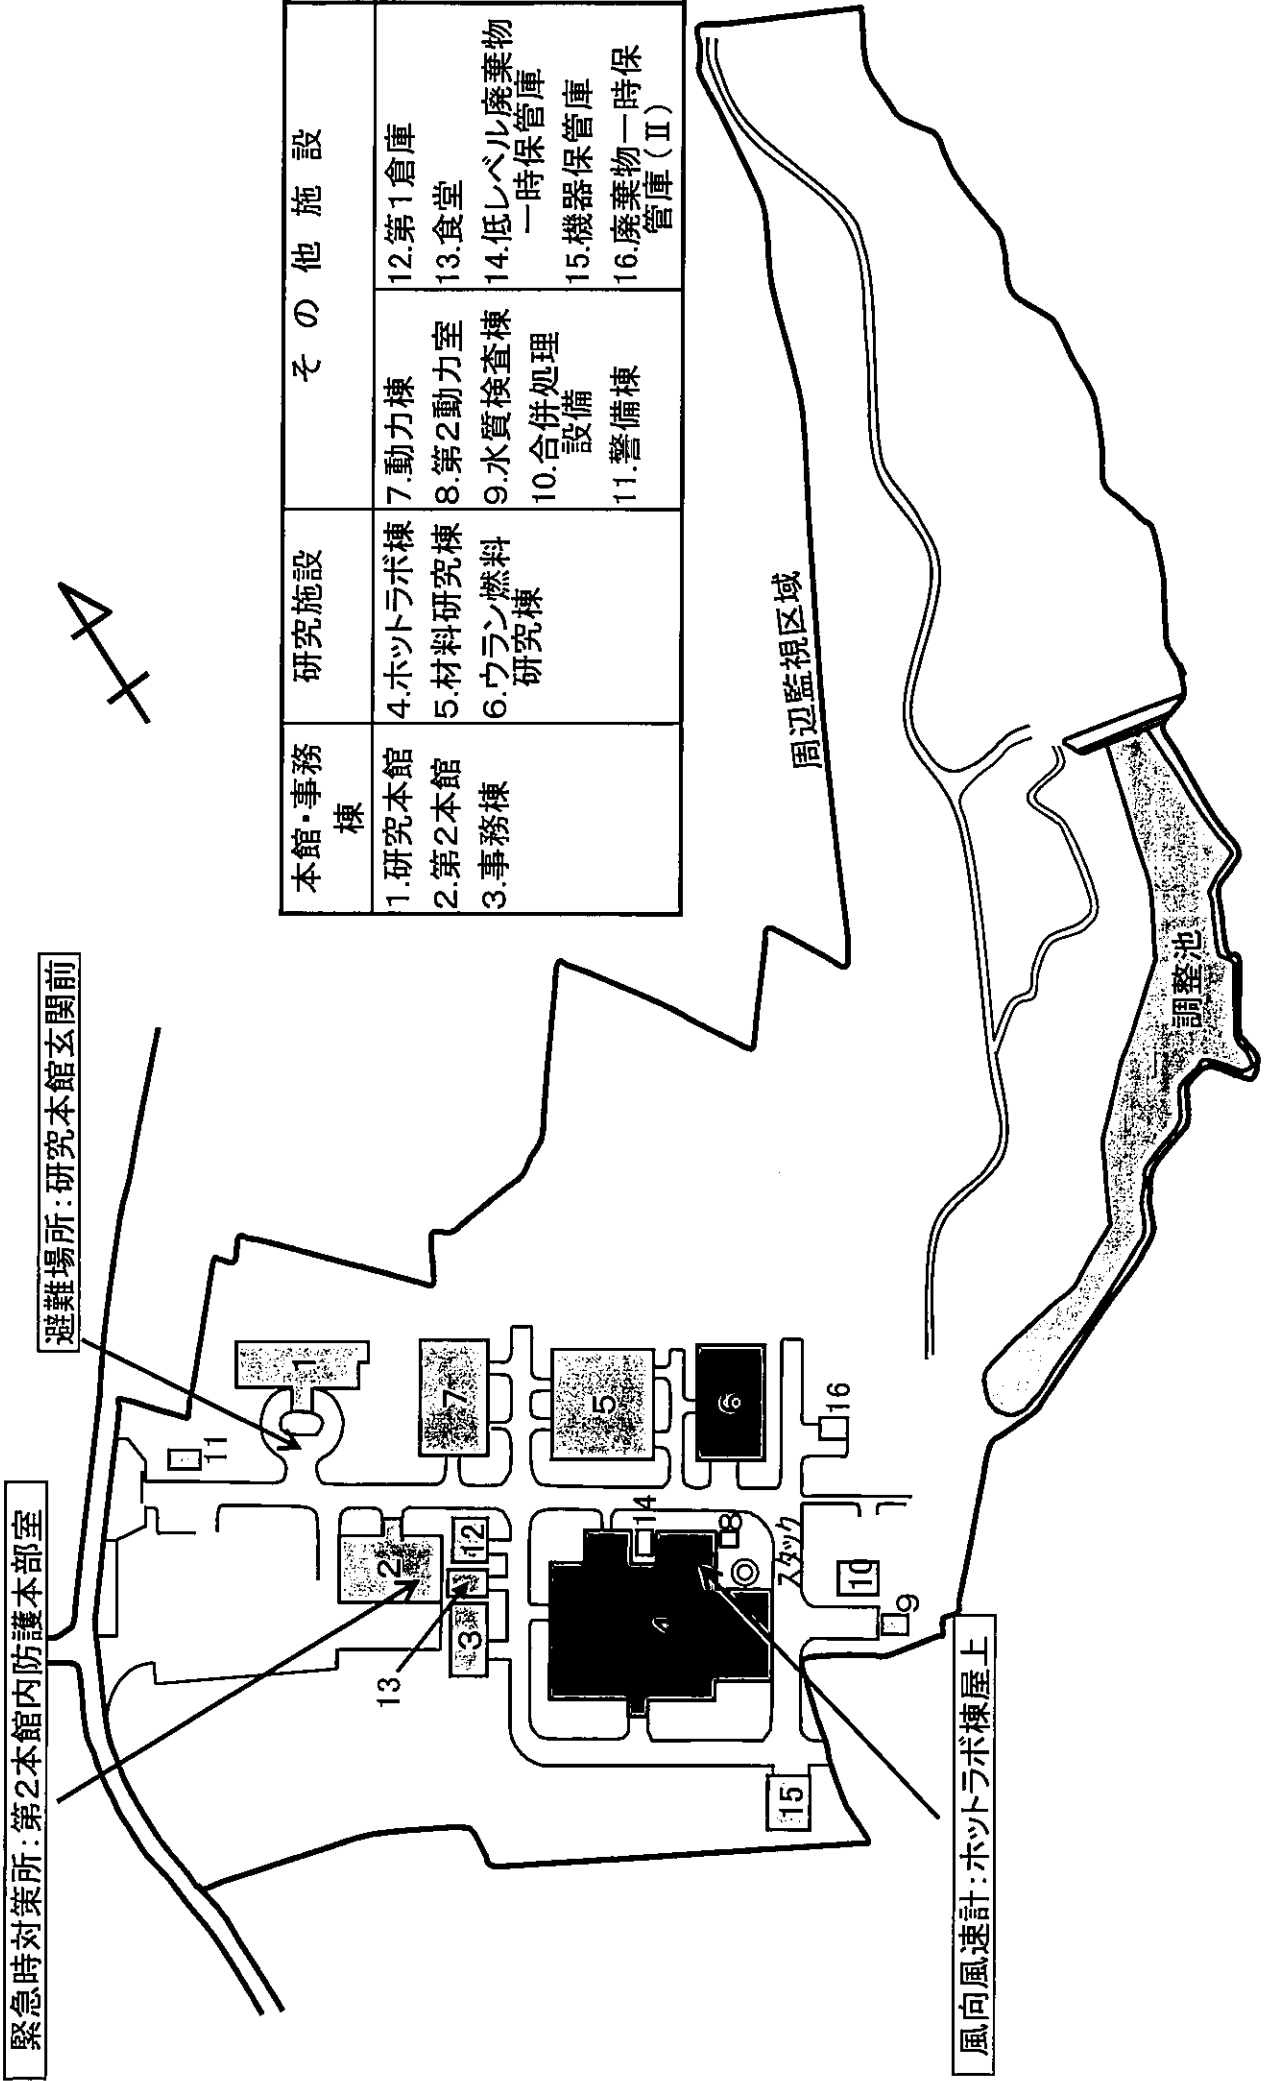 緊急時対策所:第2本館内防護本部室
避難場所:研究本館玄関前
本館・事務
棟
研究施設
その他施設
1.研究本館
2.第2本館
3.事務棟
4.ホットラボ棟
5.材料研究棟
6.ウラン燃料
研究棟
7.動力棟
8.第2動力室
9.水質検査棟
10.合併処理
設備
11.警備棟
12.第1倉庫
13.食堂
14.低レベル廃棄物
一時保管庫
15.機器保管庫
16.廃棄物一時保
管庫(Ⅱ)
周辺監視区域
調整池
11
1
2
12
13
3
7
5
6
16
14
8
4
スタック
10
9
15
風向風速計:ホットラボ棟屋上